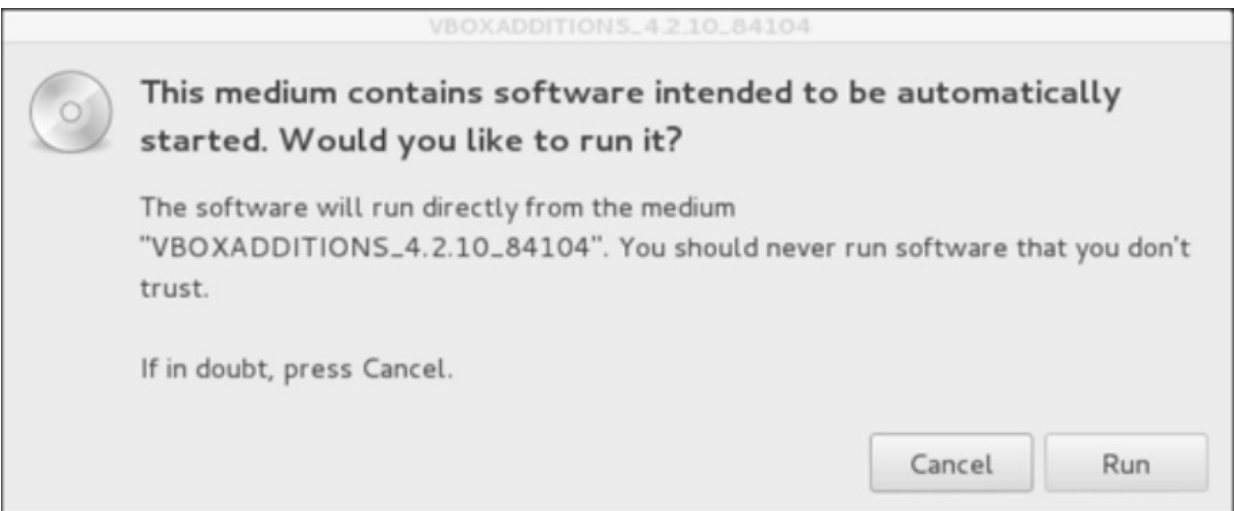 VBOXADDITIONS_4.2.10_84104
This medium contains software intended to be automatically
started. Would you like to run it?
The software will run directly from the medium
"VBOXADDITIONS_4.2.10_84104". You should never run software that you don't
trust.
If in doubt, press Cancel.
Cancel
Run